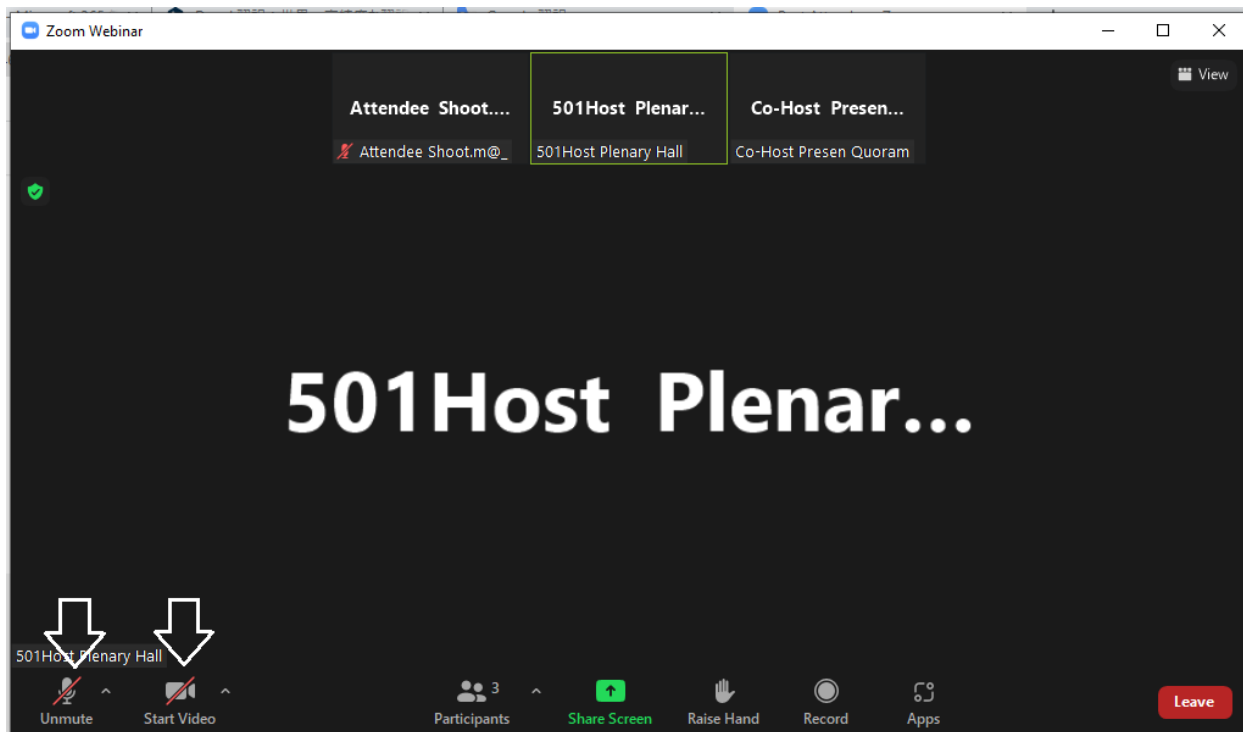 Zoom Webinar
View
Attendee Shoot.... 501Host Plenar... Co-Host Presen...
Attendee Shoot.m@_ 501Host Plenary Hall Co-Host Presen Quoram
501Host Plenar...
501Host Plenary Hall
3
Unmute Start Video Participants Share Screen Raise Hand Record Apps
Leave